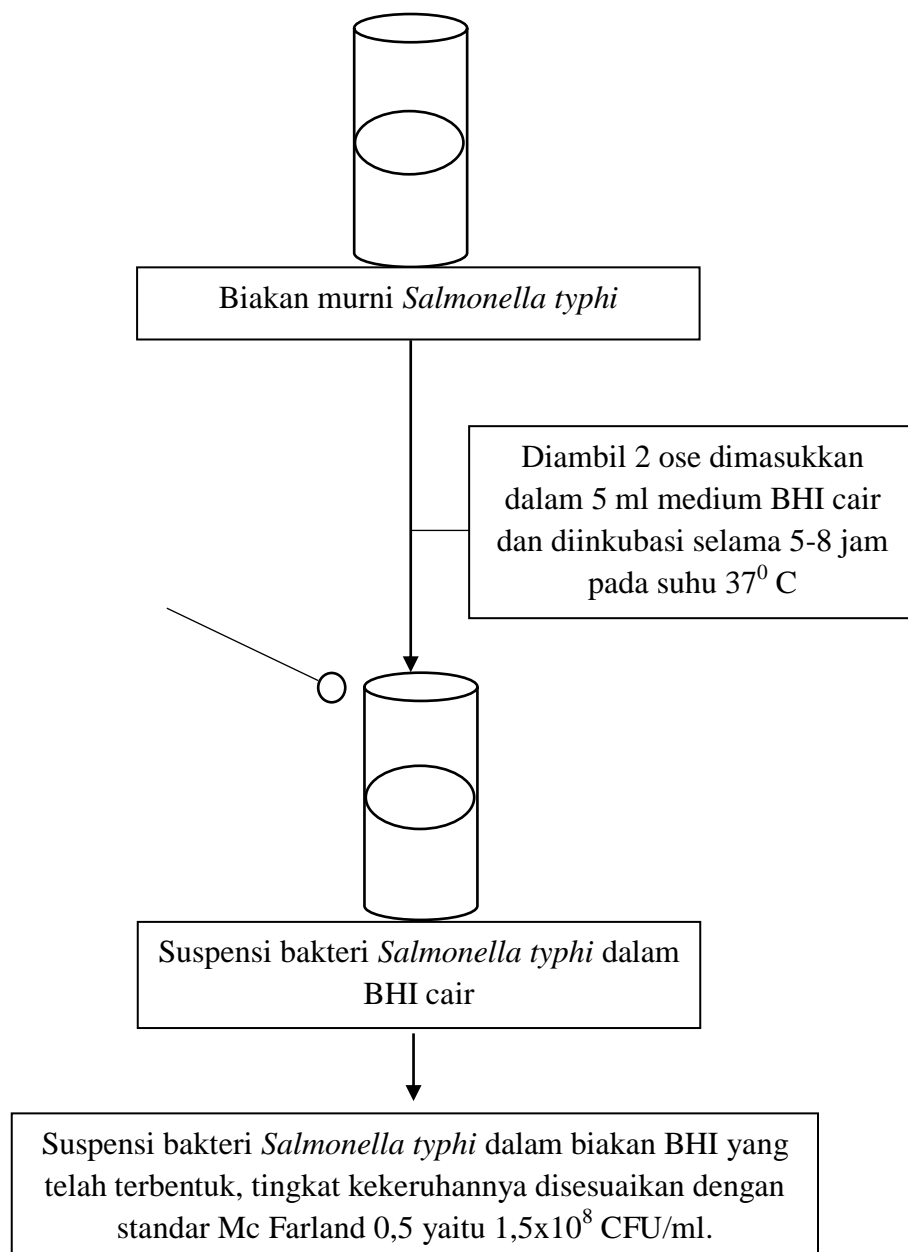 Biakan murni Salmonella typhi
Diambil 2 ose dimasukkan
dalam 5 ml medium BHI cair
dan diinkubasi selama 5-8 jam
pada suhu 37⁰ C
Suspensi bakteri Salmonella typhi dalam
BHI cair
Suspensi bakteri Salmonella typhi dalam biakan BHI yang
telah terbentuk, tingkat kekeruhannya disesuaikan dengan
standar Mc Farland 0,5 yaitu 1,5x10⁸ CFU/ml.